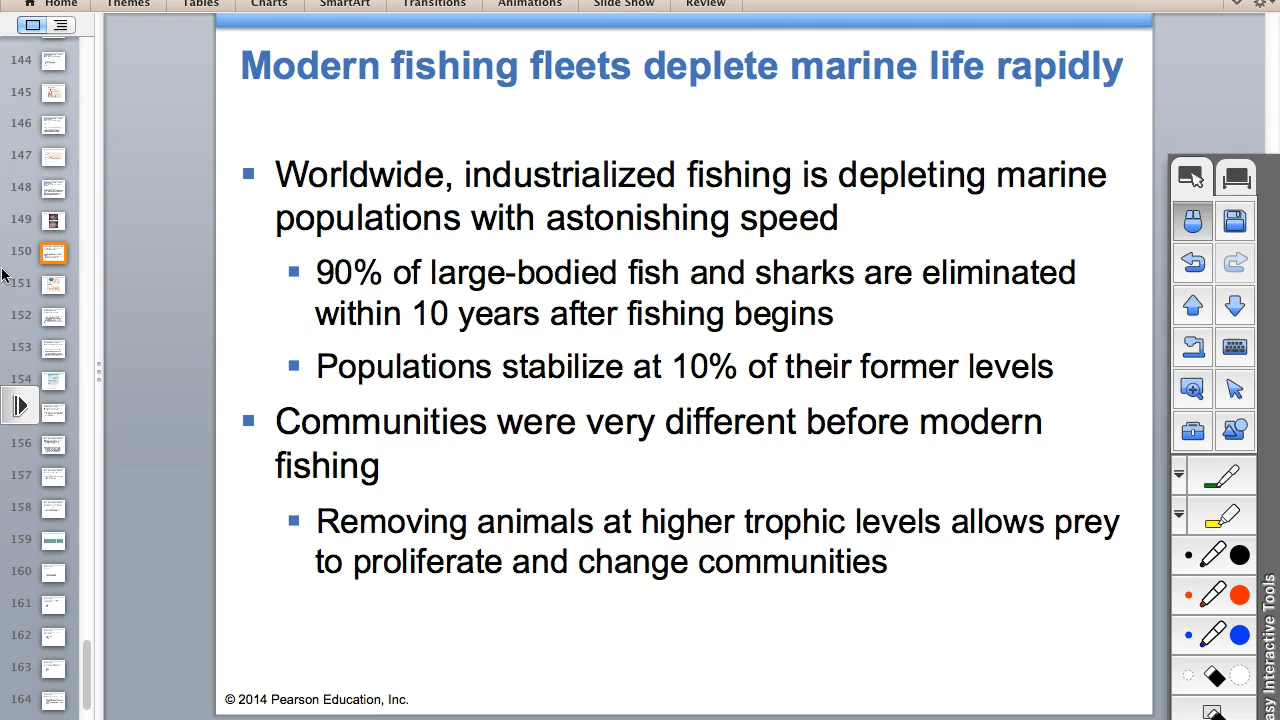 Home Themes Tables Charts SmartArt Transitions Animations Slide Show Review
144
145
146
147
148
149
150
151
152
153
154
156
157
158
159
160
161
162
163
164
Modern fishing fleets deplete marine life rapidly
Worldwide, industrialized fishing is depleting marine
populations with astonishing speed
90% of large-bodied fish and sharks are eliminated
within 10 years after fishing begins
Populations stabilize at 10% of their former levels
Communities were very different before modern
fishing
Removing animals at higher trophic levels allows prey
to proliferate and change communities
© 2014 Pearson Education, Inc.
Interactive Tools